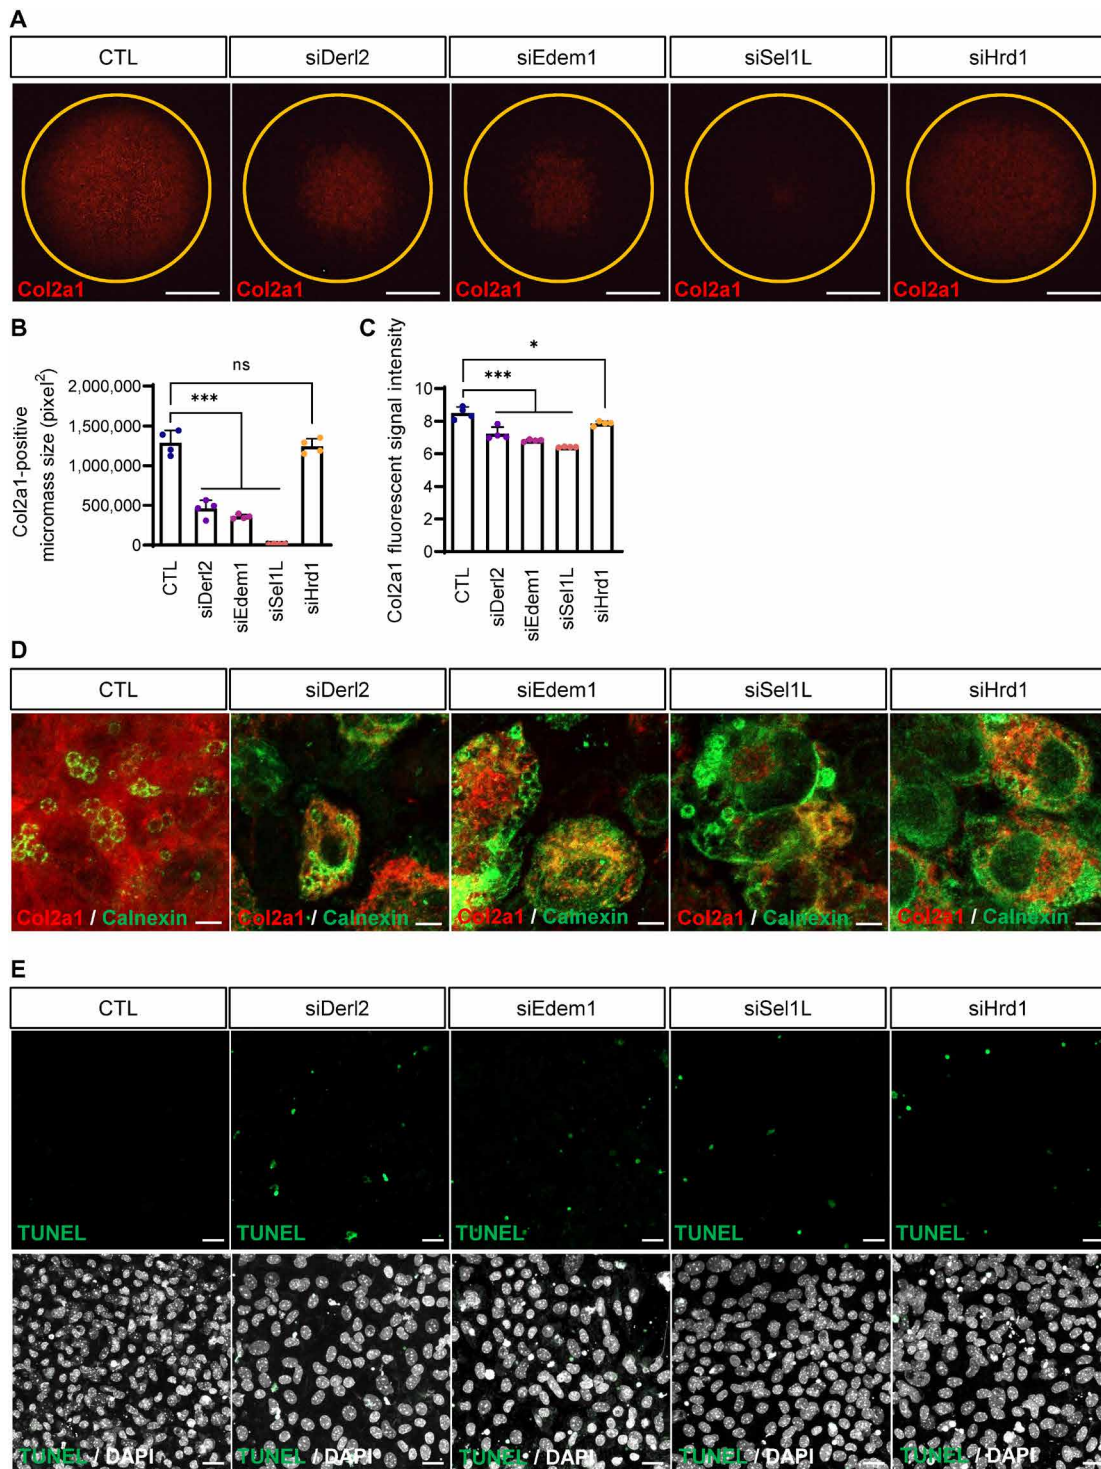 A
CTL siDerl2 siEdem1 siSel1L siHrd1
Col2a1 Col2a1 Col2a1 Col2a1 Col2a1
B
Col2a1-positive
micromass size (pixel²)
2,000,000
1,500,000
1,000,000
500,000
0
ns
***
CTL siDerl2 siEdem1 siSel1L siHrd1
C
Col2a1 fluorescent signal intensity
10
8
6
4
2
0
*
***
CTL siDerl2 siEdem1 siSel1L siHrd1
D
CTL siDerl2 siEdem1 siSel1L siHrd1
Col2a1 / Calnexin Col2a1 / Calnexin Col2a1 / Calnexin Col2a1 / Calnexin Col2a1 / Calnexin
E
CTL siDerl2 siEdem1 siSel1L siHrd1
TUNEL TUNEL TUNEL TUNEL TUNEL
TUNEL / DAPI TUNEL / DAPI TUNEL / DAPI TUNEL / DAPI TUNEL / DAPI